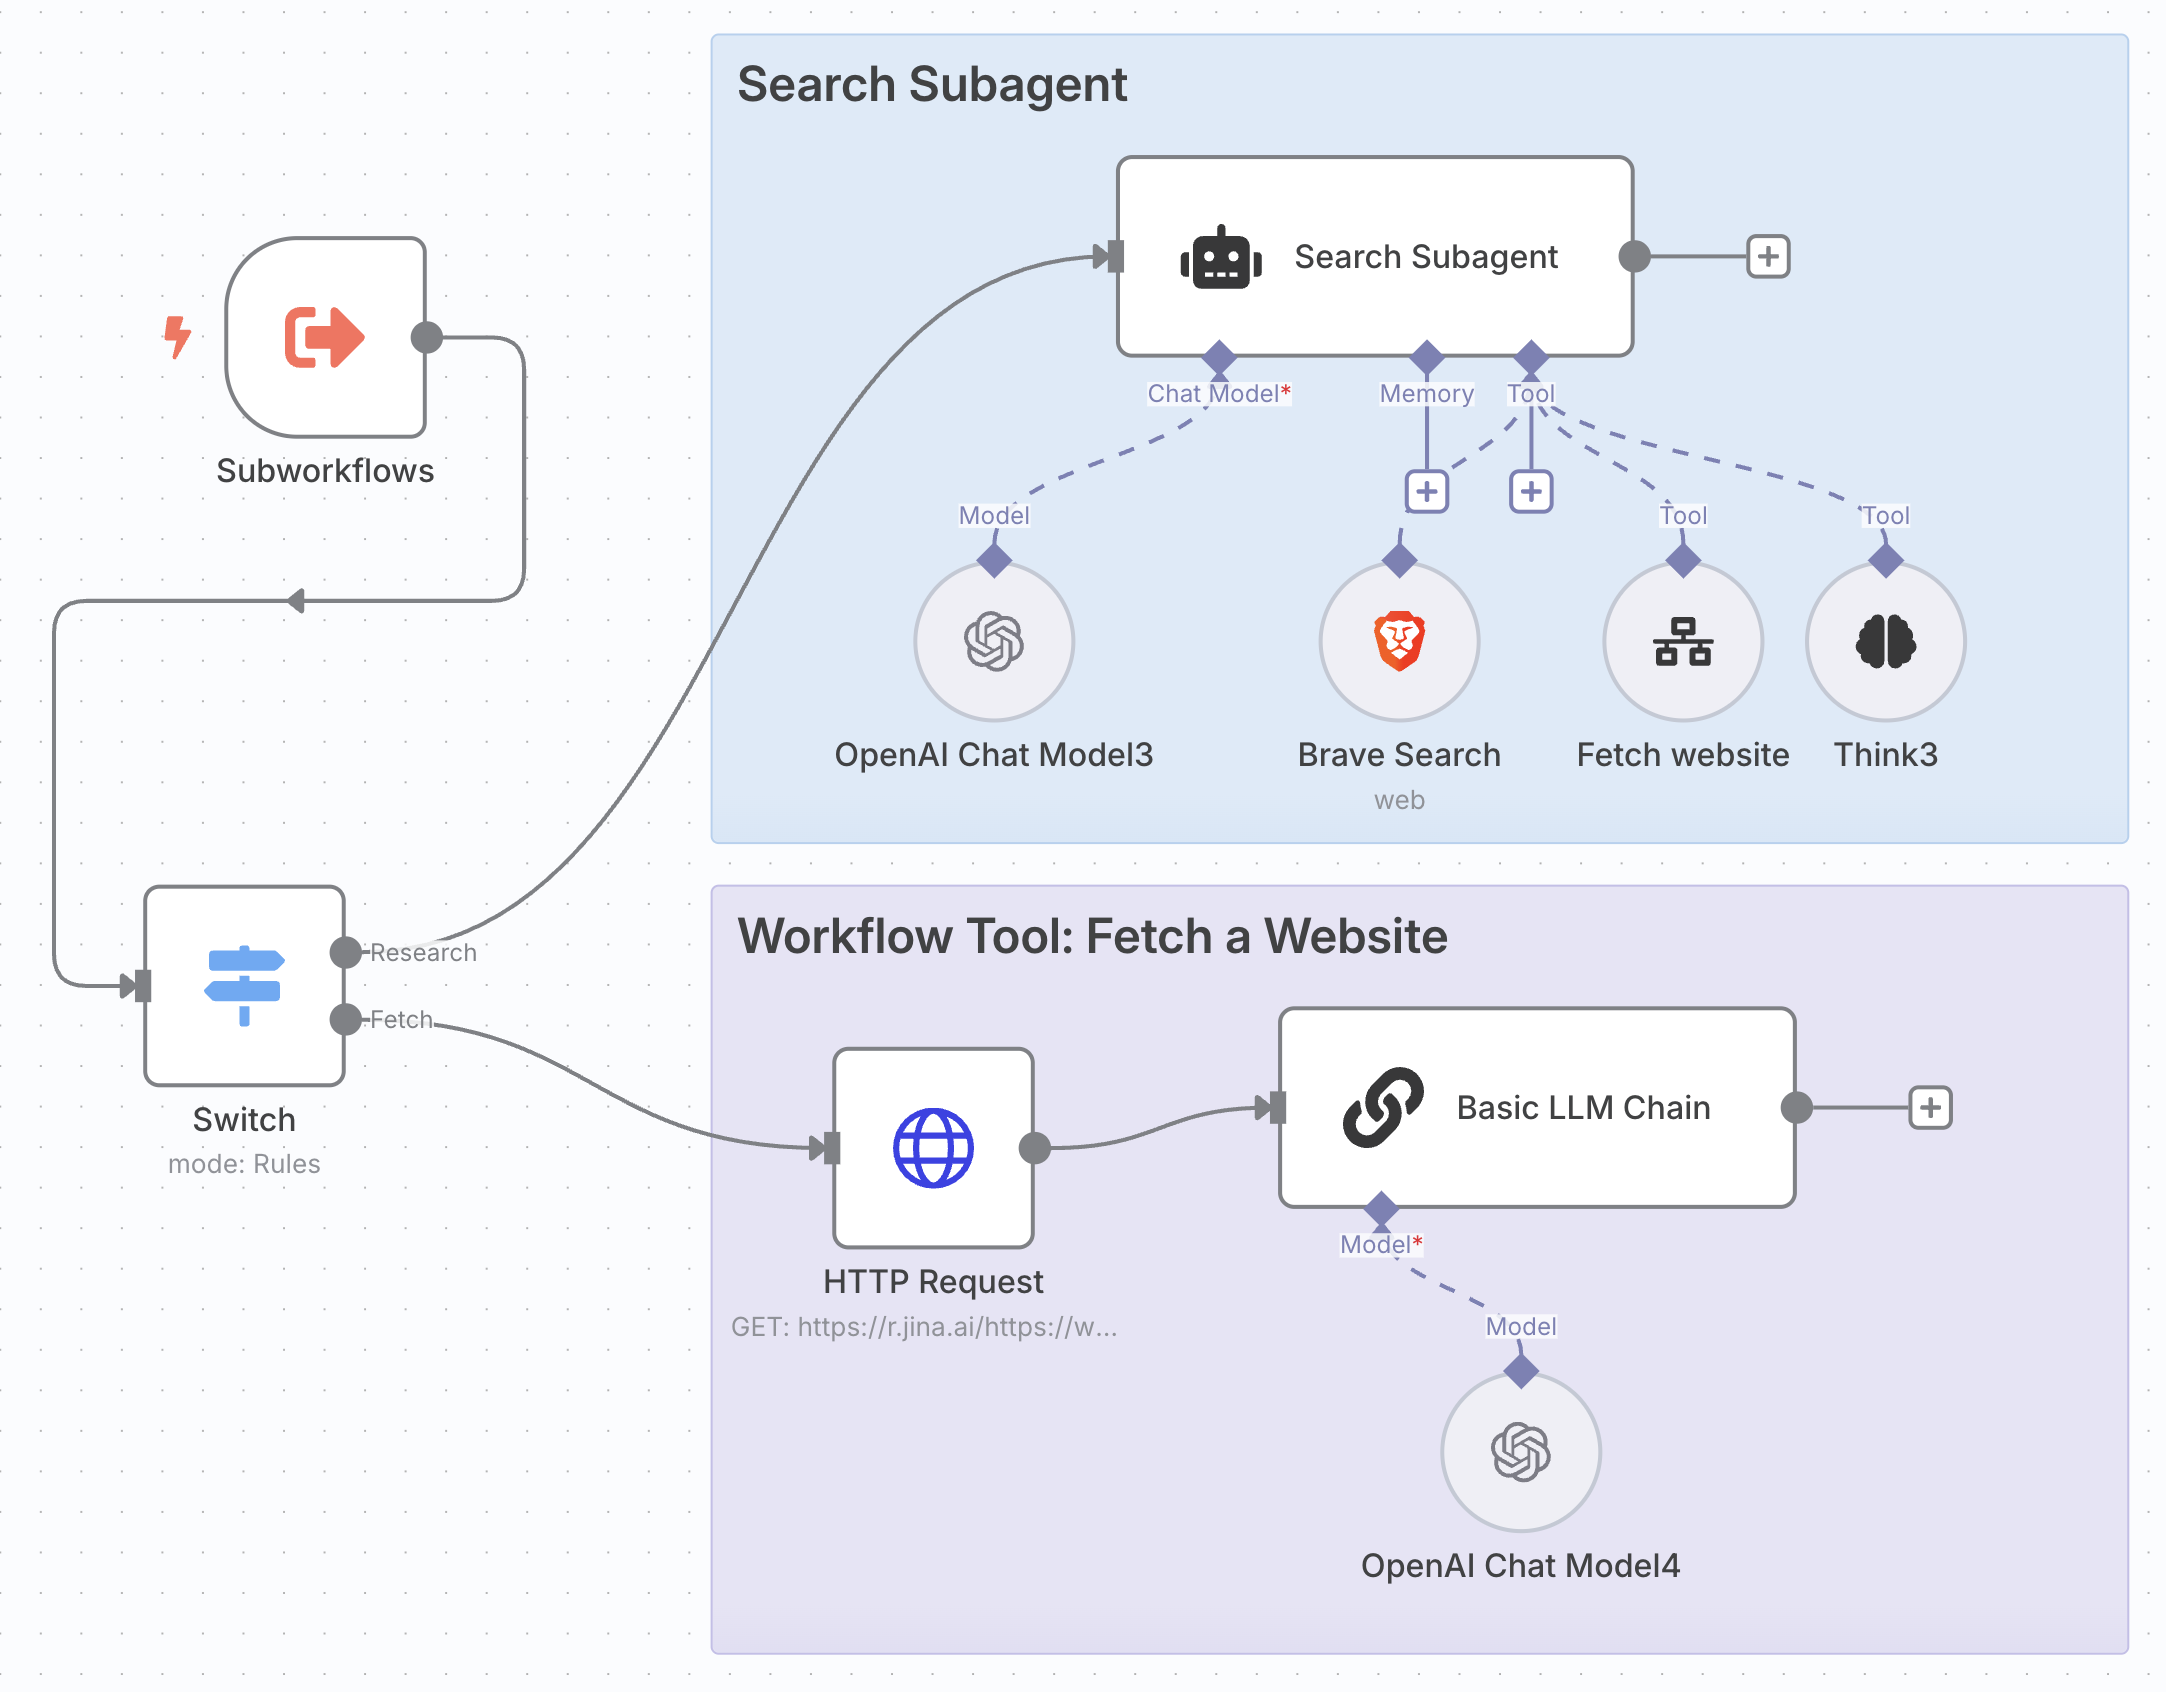 Search Subagent
Search Subagent
Chat Model*
Memory
Tool
Subworkflows
Model
Tool
Tool
OpenAI Chat Model3
Brave Search
web
Fetch website
Think3
Research
Fetch
Switch
mode: Rules
Workflow Tool: Fetch a Website
Basic LLM Chain
HTTP Request
GET: https://r.jina.ai/https://w...
Model*
Model
OpenAI Chat Model4